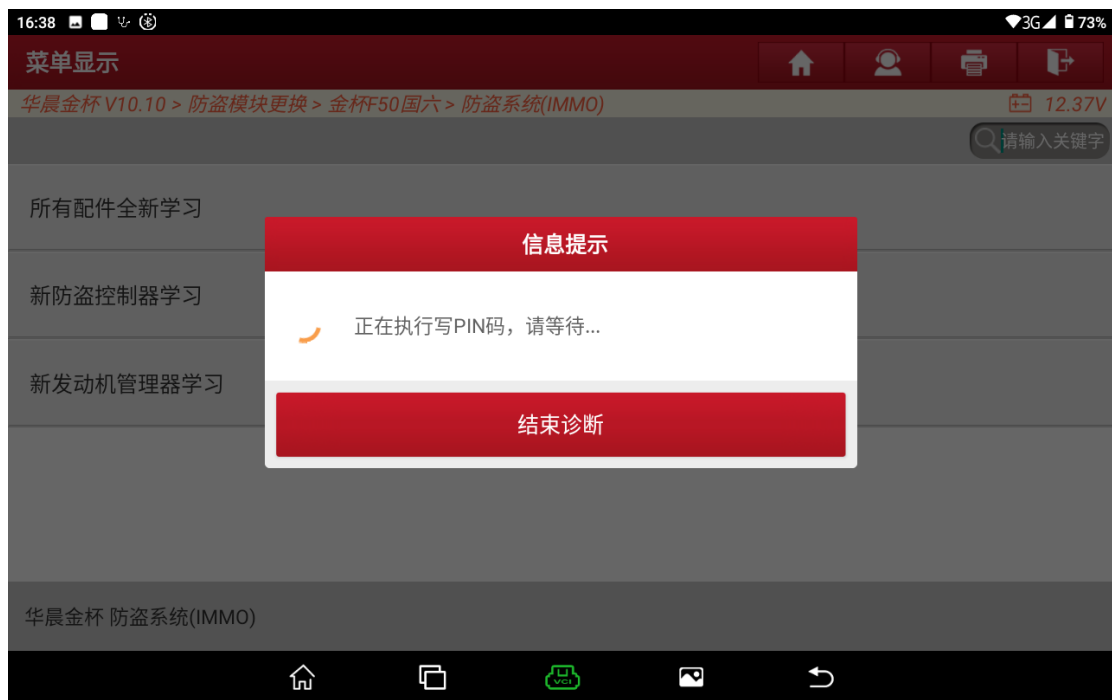 16:38 3G 73%
菜单显示
华晨金杯 V10.10 > 防盗模块更换 > 金杯F50国六 > 防盗系统(IMMO) 12.37V
请输入关键字
所有配件全新学习
信息提示
新防盗控制器学习
正在执行写PIN码，请等待...
新发动机管理器学习
结束诊断
华晨金杯 防盗系统(IMMO)
VCI